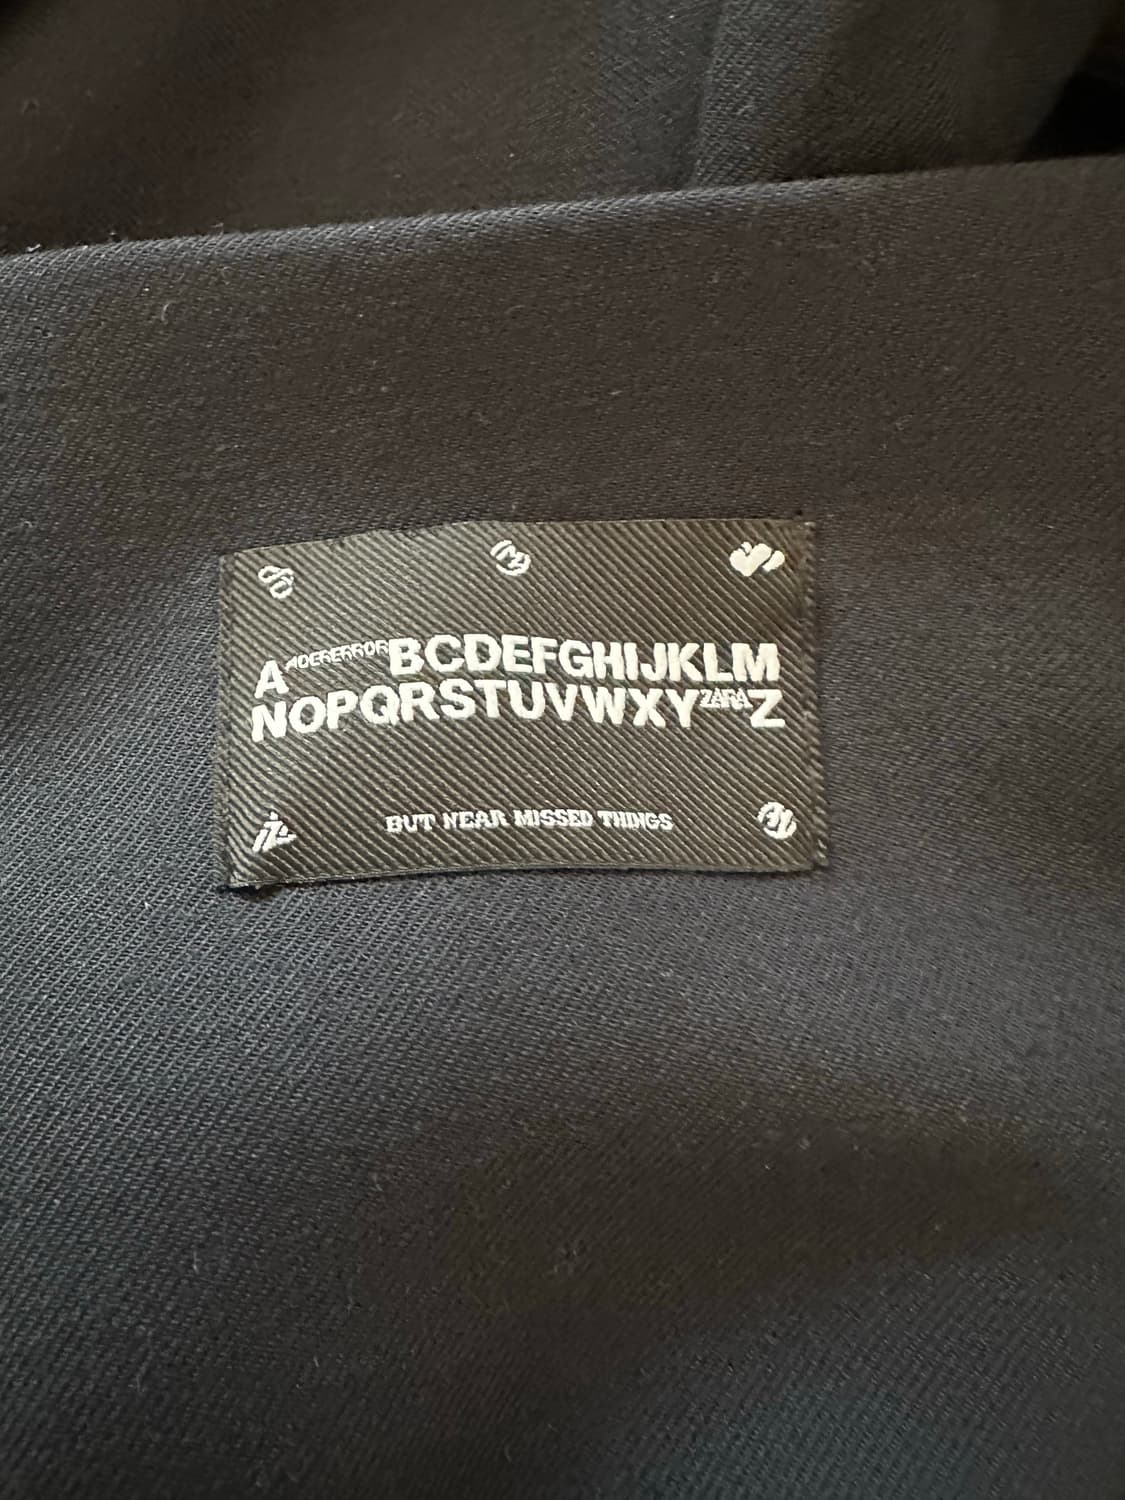 A ADERERROR BCDEFGHIJKLM
NOPQRSTUVWXY ZARA Z
BUT NEAR MISSED THINGS